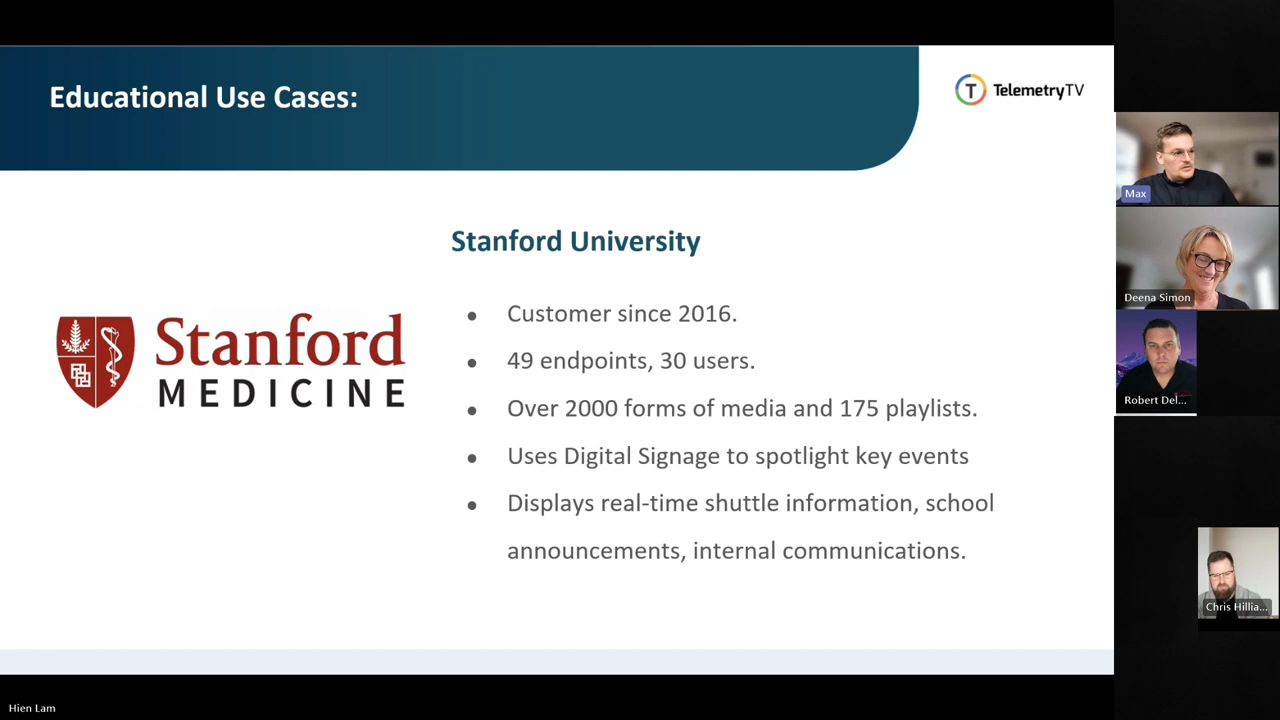 Educational Use Cases:
T TelemetryTV
Stanford University
Stanford
MEDICINE
● Customer since 2016.
● 49 endpoints, 30 users.
● Over 2000 forms of media and 175 playlists.
● Uses Digital Signage to spotlight key events
● Displays real-time shuttle information, school
announcements, internal communications.
Max
Deena Simon
Robert Del...
Chris Hillia...
Hien Lam